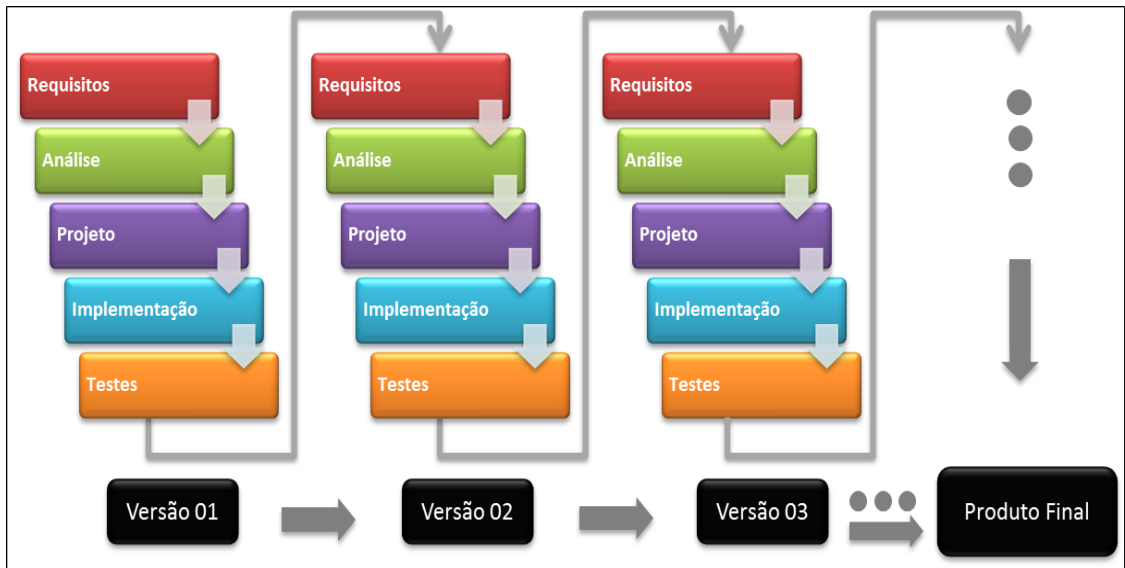 Requisitos
Análise
Projeto
Implementação
Testes
Requisitos
Análise
Projeto
Implementação
Testes
Requisitos
Análise
Projeto
Implementação
Testes
Versão 01
Versão 02
Versão 03
Produto Final